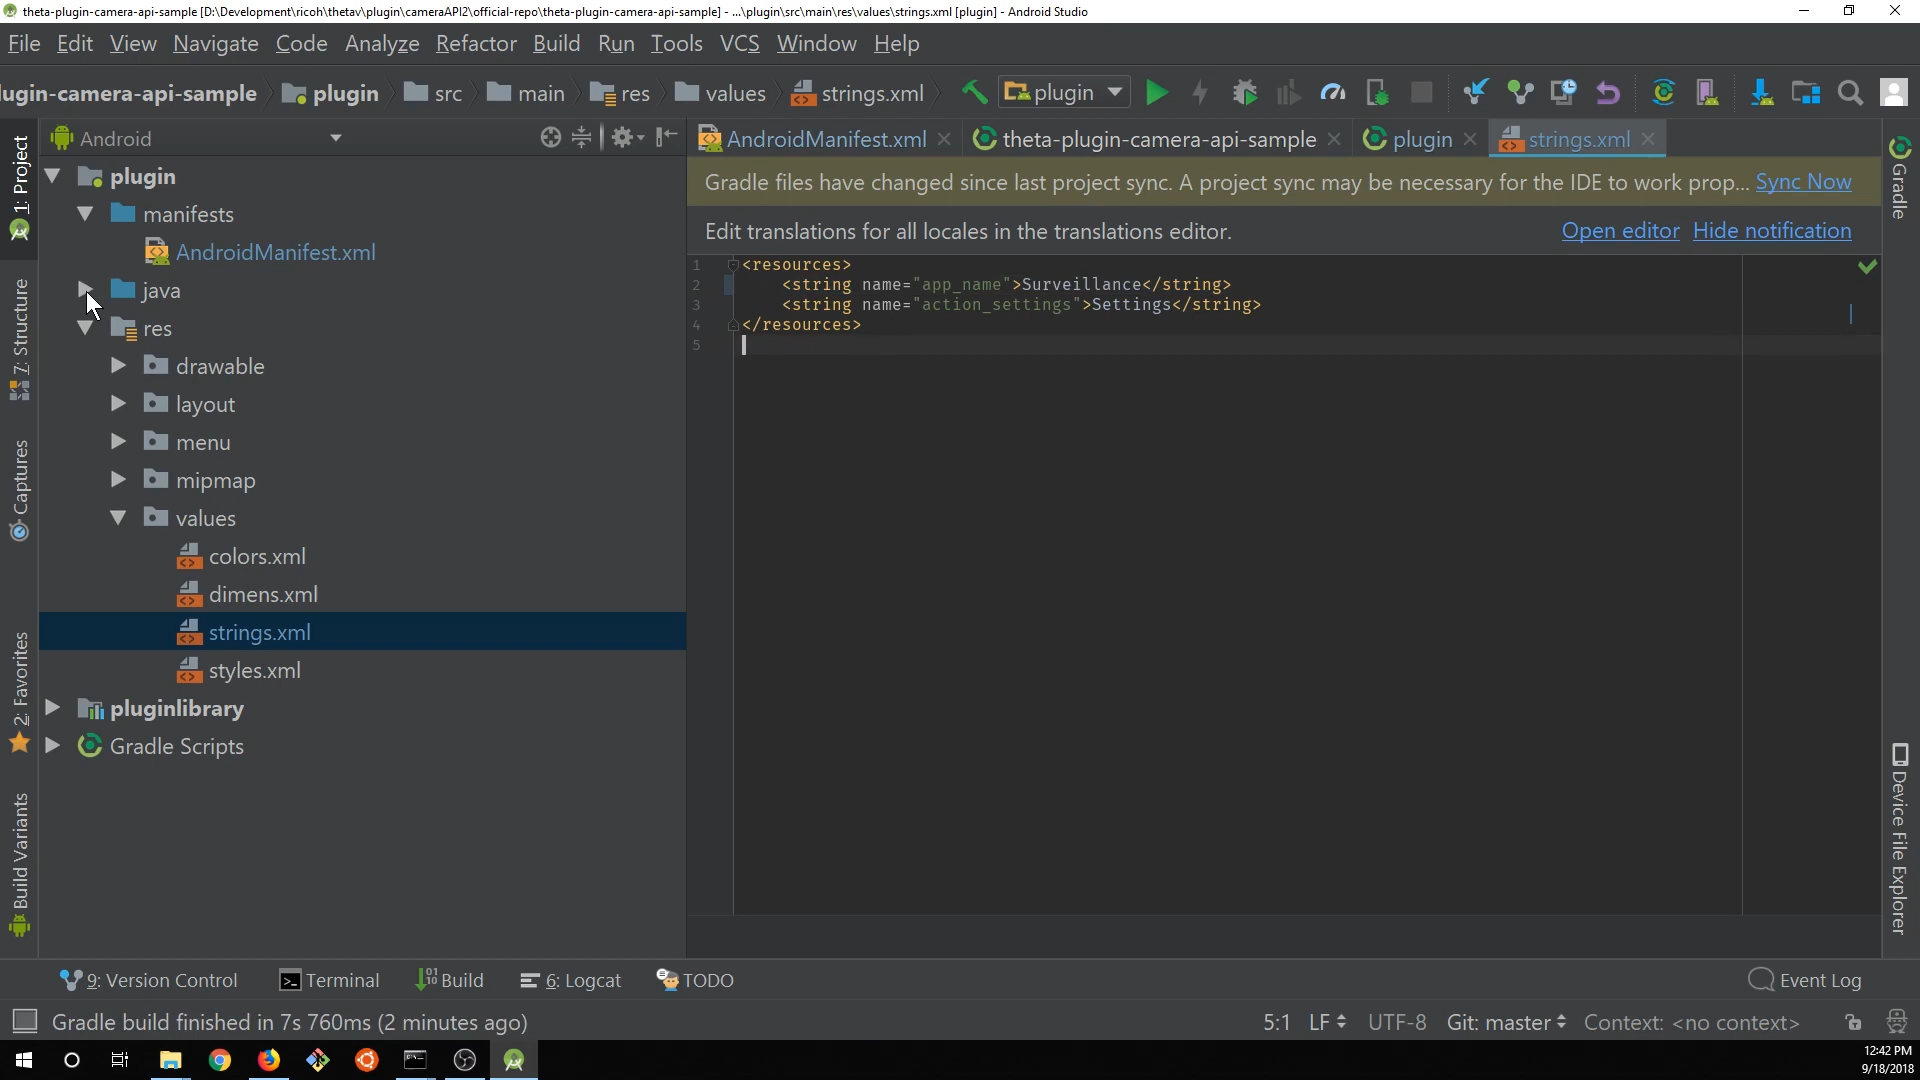 theta-plugin-camera-api-sample [D:\Development\ricoh\thetav\plugin\cameraAPI2\official-repo\theta-plugin-camera-api-sample] - ...\plugin\src\main\res\values\strings.xml [plugin] - Android Studio
File Edit View Navigate Code Analyze Refactor Build Run Tools VCS Window Help
lugin-camera-api-sample plugin src main res values strings.xml plugin
Android
AndroidManifest.xml theta-plugin-camera-api-sample plugin strings.xml
Gradle files have changed since last project sync. A project sync may be necessary for the IDE to work prop... Sync Now
Edit translations for all locales in the translations editor. Open editor Hide notification
1 <resources>
2 <string name="app_name">Surveillance</string>
3 <string name="action_settings">Settings</string>
4 </resources>
5
plugin
manifests
AndroidManifest.xml
java
res
drawable
layout
menu
mipmap
values
colors.xml
dimens.xml
strings.xml
styles.xml
pluginlibrary
Gradle Scripts
1: Project
7: Structure
Captures
2: Favorites
Build Variants
Gradle
Device File Explorer
9: Version Control Terminal Build 6: Logcat TODO Event Log
Gradle build finished in 7s 760ms (2 minutes ago) 5:1 LF UTF-8 Git: master Context: <no context>
12:42 PM
9/18/2018